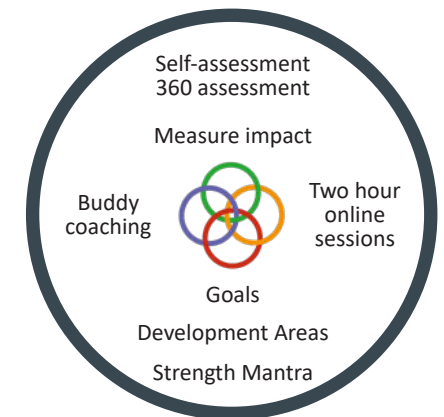 Self-assessment
360 assessment
Measure impact
Buddy
coaching
Two hour
online
sessions
Goals
Development Areas
Strength Mantra